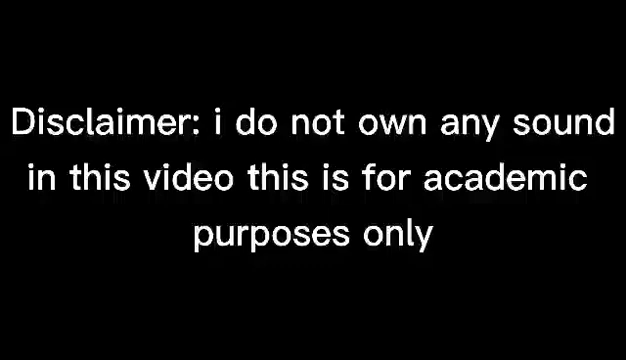 Disclaimer: i do not own any sound
in this video this is for academic
purposes only